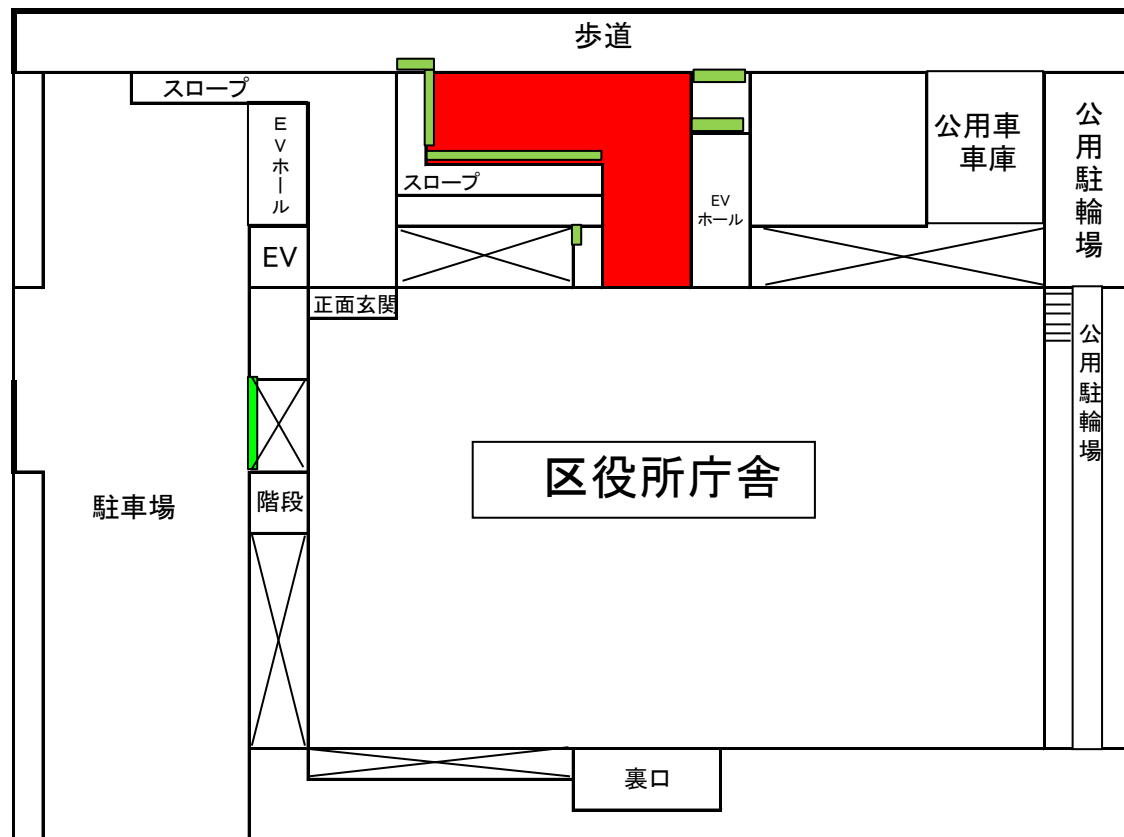 歩道
スロープ
EVホール
公用車
車庫
公用駐輪場
スロープ
EV
ホール
EV
正面玄関
公用駐輪場
区役所庁舎
階段
駐車場
裏口